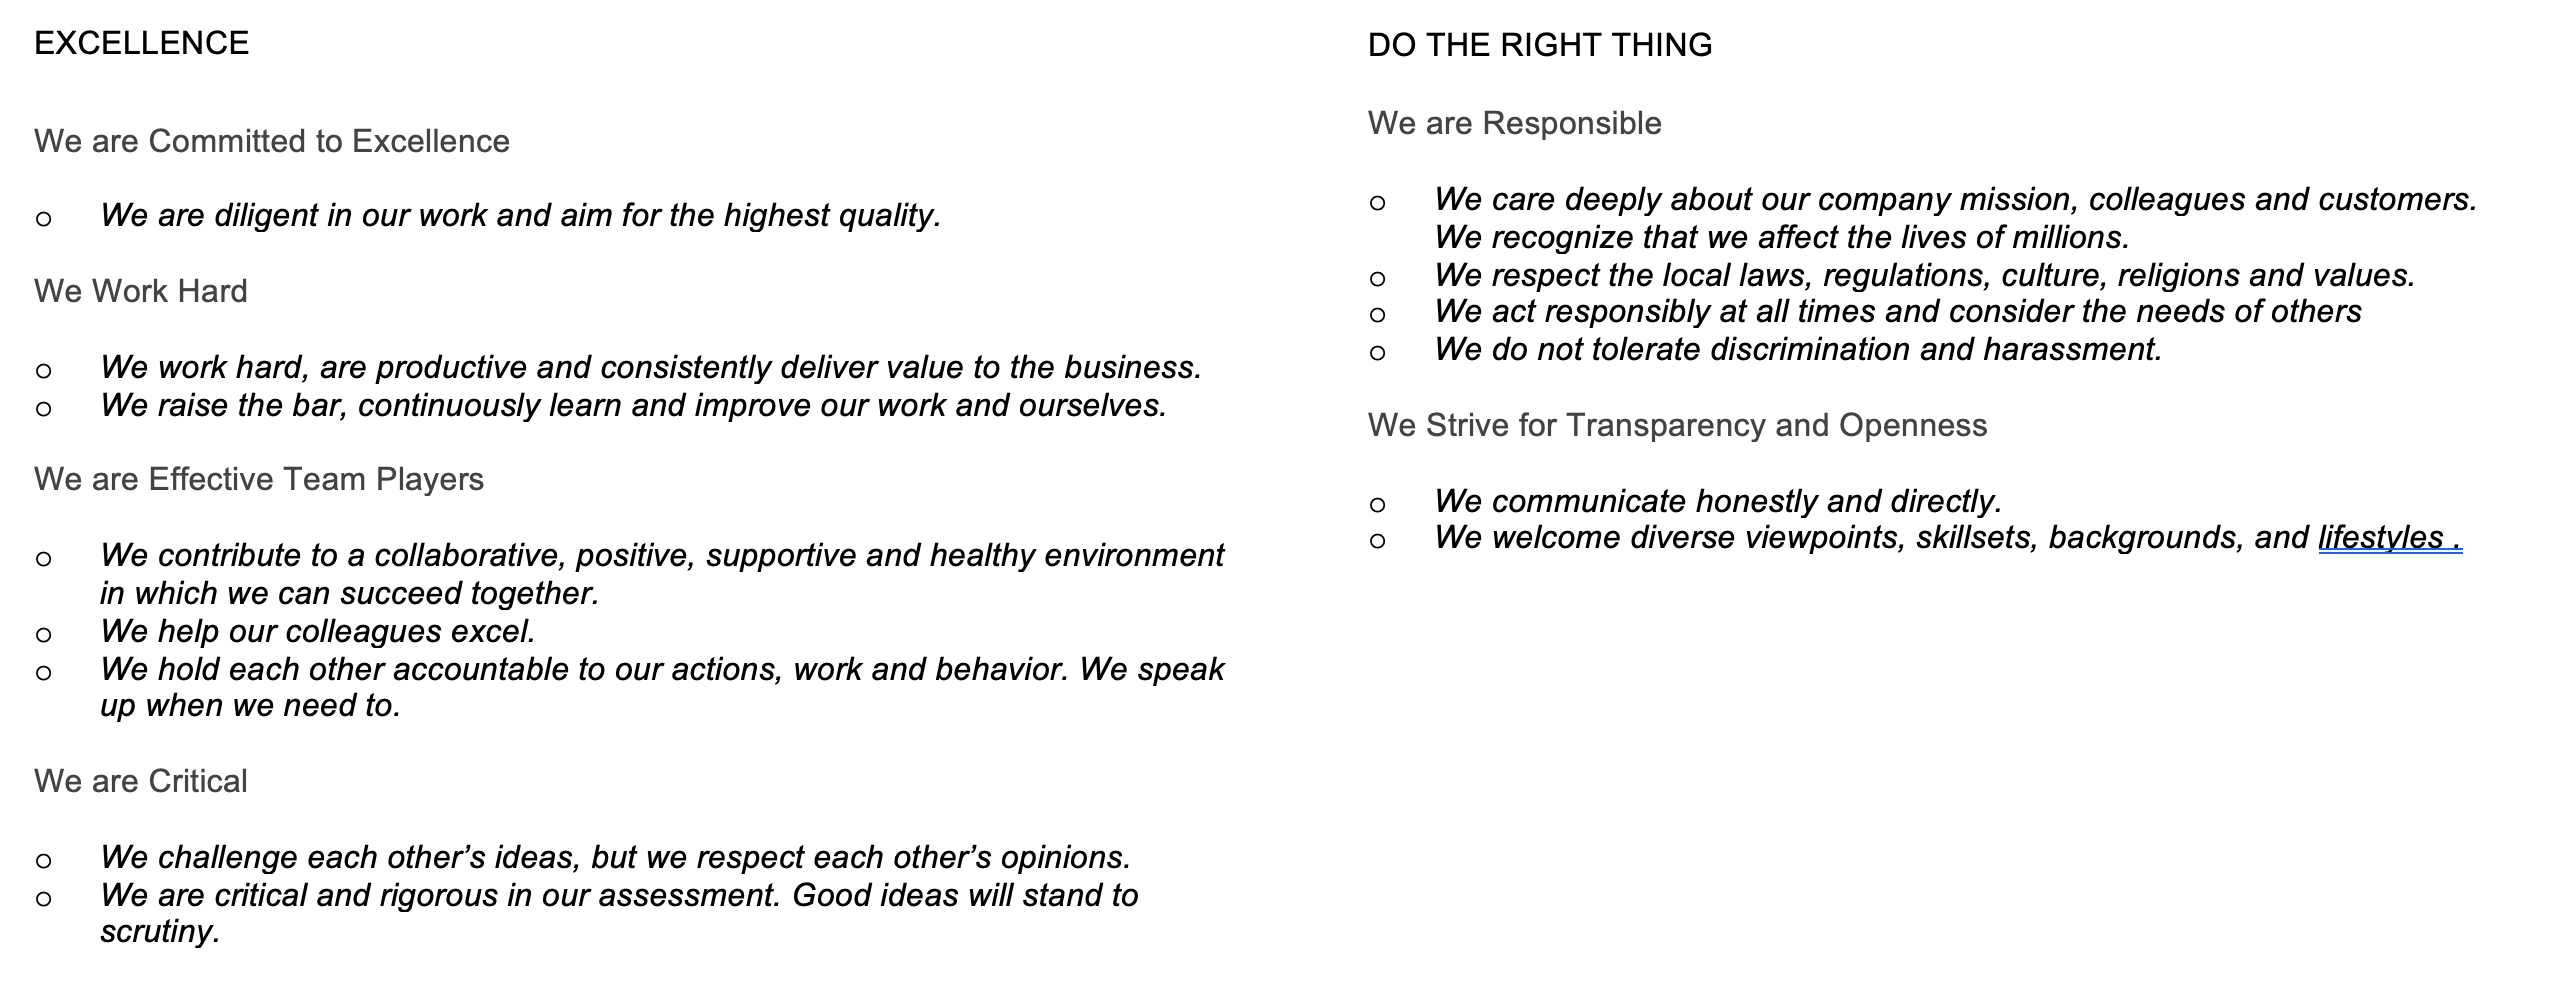 EXCELLENCE
We are Committed to Excellence
o We are diligent in our work and aim for the highest quality.
We Work Hard
o We work hard, are productive and consistently deliver value to the business.
o We raise the bar, continuously learn and improve our work and ourselves.
We are Effective Team Players
o We contribute to a collaborative, positive, supportive and healthy environment
in which we can succeed together.
o We help our colleagues excel.
o We hold each other accountable to our actions, work and behavior. We speak
up when we need to.
We are Critical
o We challenge each other’s ideas, but we respect each other’s opinions.
o We are critical and rigorous in our assessment. Good ideas will stand to
scrutiny.
DO THE RIGHT THING
We are Responsible
o We care deeply about our company mission, colleagues and customers.
We recognize that we affect the lives of millions.
o We respect the local laws, regulations, culture, religions and values.
o We act responsibly at all times and consider the needs of others
o We do not tolerate discrimination and harassment.
We Strive for Transparency and Openness
o We communicate honestly and directly.
o We welcome diverse viewpoints, skillsets, backgrounds, and lifestyles .